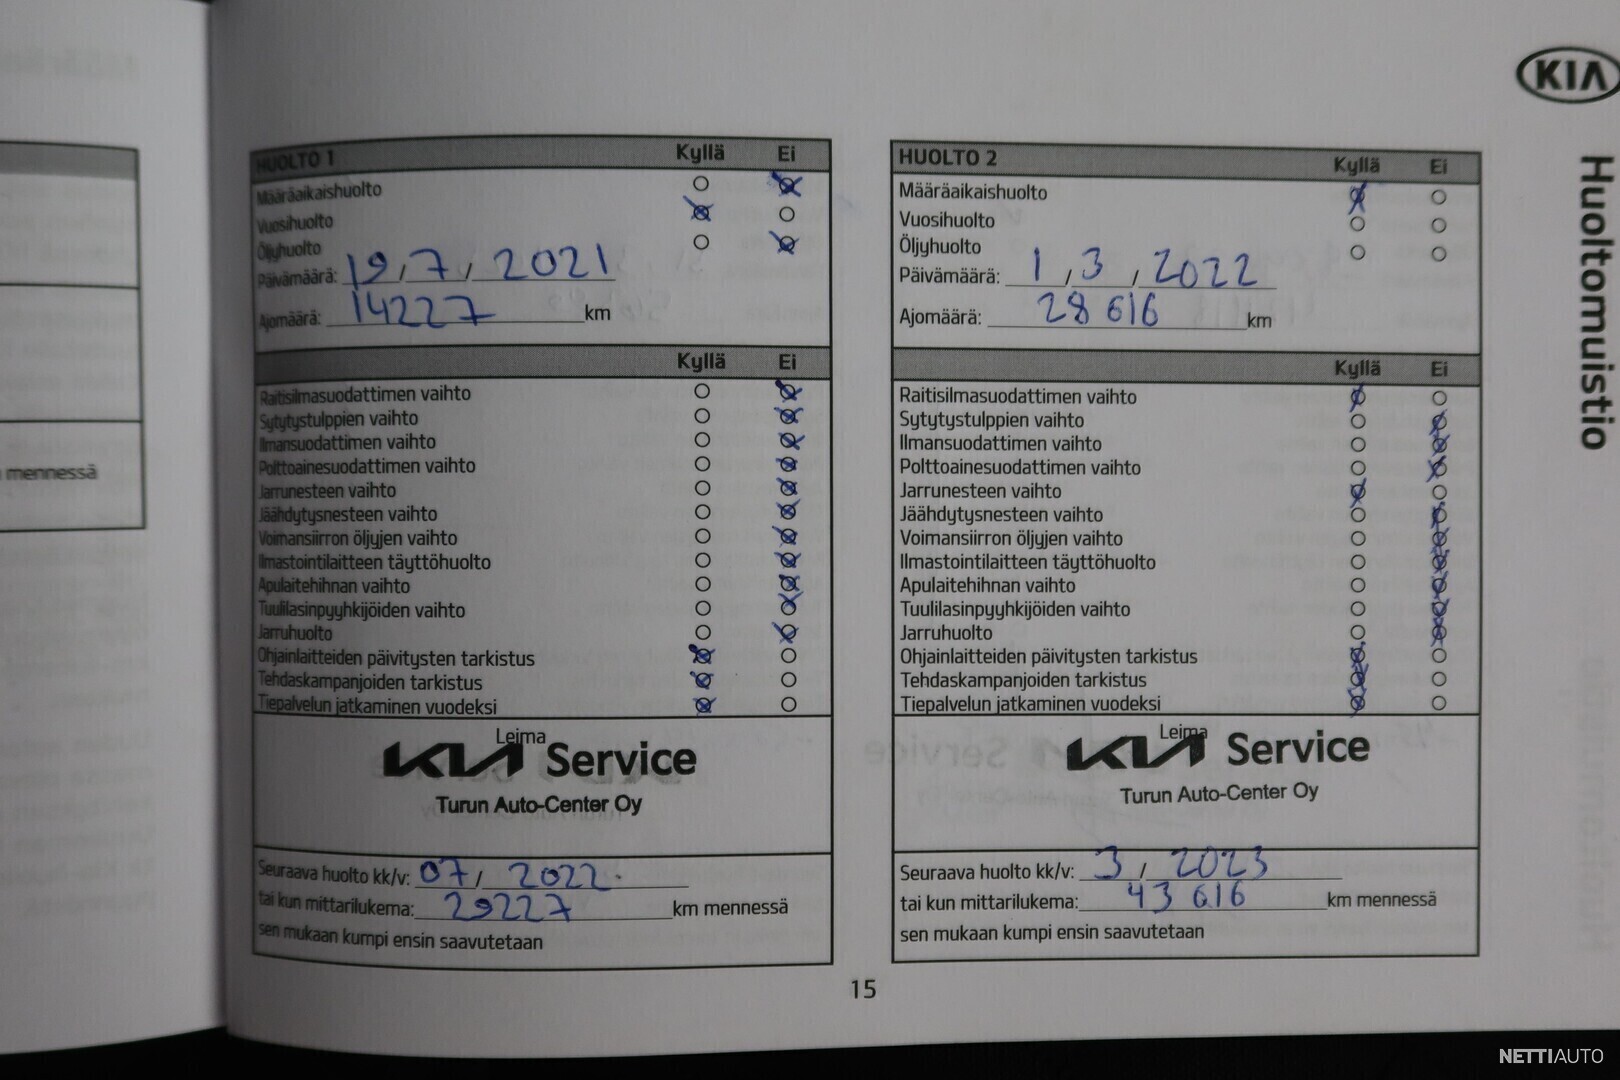 KIA
Huoltomuistio
mennessä
HUOLTO 1 Kyllä Ei
Määräaikaishuolto
Vuosihuolto
Öljyhuolto
Päivämäärä: 19 / 7 / 2021
Ajomäärä: 14227 km
Kyllä Ei
Raitisilmasuodattimen vaihto
Sytytystulppien vaihto
Ilmansuodattimen vaihto
Polttoainesuodattimen vaihto
Jarrunesteen vaihto
Jäähdytysnesteen vaihto
Voimansiirron öljyjen vaihto
Ilmastointilaitteen täyttöhuolto
Apulaitehihnan vaihto
Tuulilasinpyyhkijöiden vaihto
Jarruhuolto
Ohjainlaitteiden päivitysten tarkistus
Tehdaskampanjoiden tarkistus
Tiepalvelun jatkaminen vuodeksi
Leima
KIA Service
Turun Auto-Center Oy
Seuraava huolto kk/v: 07 / 2022
tai kun mittarilukema: 29227 km mennessä
sen mukaan kumpi ensin saavutetaan
HUOLTO 2 Kyllä Ei
Määräaikaishuolto
Vuosihuolto
Öljyhuolto
Päivämäärä: 1 / 3 / 2022
Ajomäärä: 28 616 km
Kyllä Ei
Raitisilmasuodattimen vaihto
Sytytystulppien vaihto
Ilmansuodattimen vaihto
Polttoainesuodattimen vaihto
Jarrunesteen vaihto
Jäähdytysnesteen vaihto
Voimansiirron öljyjen vaihto
Ilmastointilaitteen täyttöhuolto
Apulaitehihnan vaihto
Tuulilasinpyyhkijöiden vaihto
Jarruhuolto
Ohjainlaitteiden päivitysten tarkistus
Tehdaskampanjoiden tarkistus
Tiepalvelun jatkaminen vuodeksi
Leima
KIA Service
Turun Auto-Center Oy
Seuraava huolto kk/v: 3 / 2023
tai kun mittarilukema: 43 616 km mennessä
sen mukaan kumpi ensin saavutetaan
15
NETTIAUTO